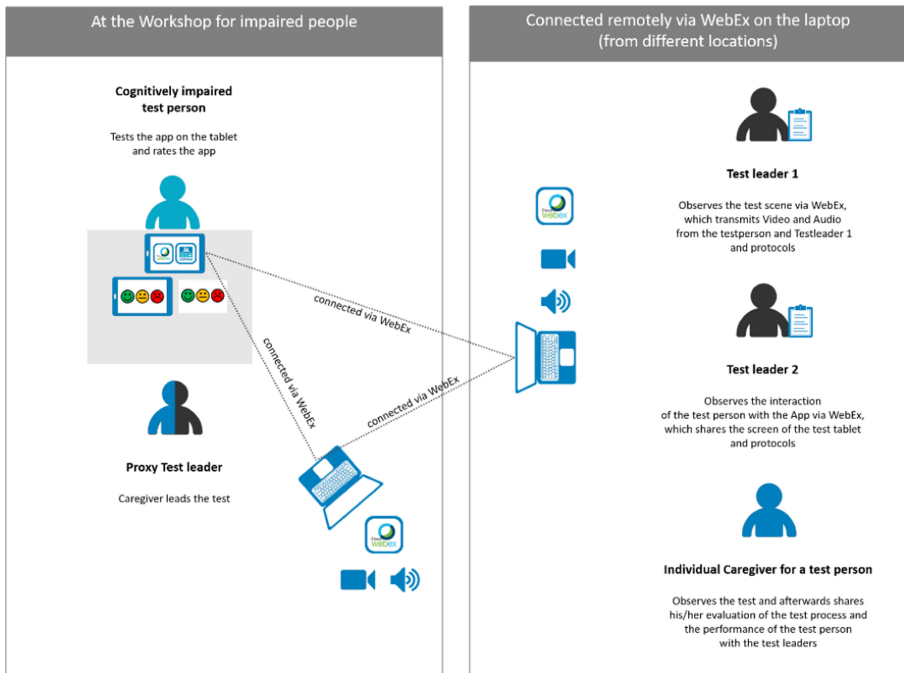 At the Workshop for impaired people
Cognitively impaired
test person
Tests the app on the tablet
and rates the app
connected via WebEx
connected via WebEx
connected via WebEx
Proxy Test leader
Caregiver leads the test
Cisco
webex
Connected remotely via WebEx on the laptop
(from different locations)
Cisco
webex
Test leader 1
Observes the test scene via WebEx,
which transmits Video and Audio
from the testperson and Testleader 1
and protocols
Test leader 2
Observes the interaction
of the test person with the App via WebEx,
which shares the screen of the test tablet
and protocols
Individual Caregiver for a test person
Observes the test and afterwards shares
his/her evaluation of the test process and
the performance of the test person
with the test leaders